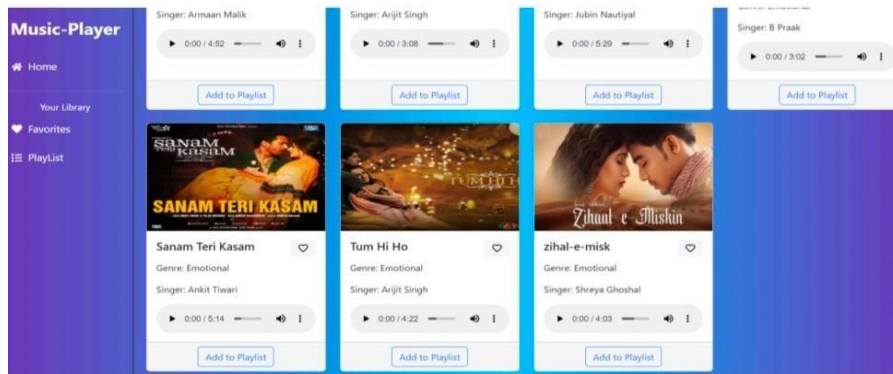 Music-Player
Home
Your Library
Favorites
PlayList
Singer: Armaan Malik
0:00 / 4:52
Add to Playlist
Singer: Arijit Singh
0:00 / 3:08
Add to Playlist
Singer: Jubin Nautiyal
0:00 / 5:29
Add to Playlist
Singer: B Praak
0:00 / 3:02
Add to Playlist
SANAM
TERI KASAM
SANAM TERI KASAM
Sanam Teri Kasam
Genre: Emotional
Singer: Ankit Tiwari
0:00 / 5:14
Add to Playlist
TUM HI H
Tum Hi Ho
Genre: Emotional
Singer: Arijit Singh
0:00 / 4:22
Add to Playlist
Zihaal e Miskin
zihal-e-misk
Genre: Emotional
Singer: Shreya Ghoshal
0:00 / 4:03
Add to Playlist